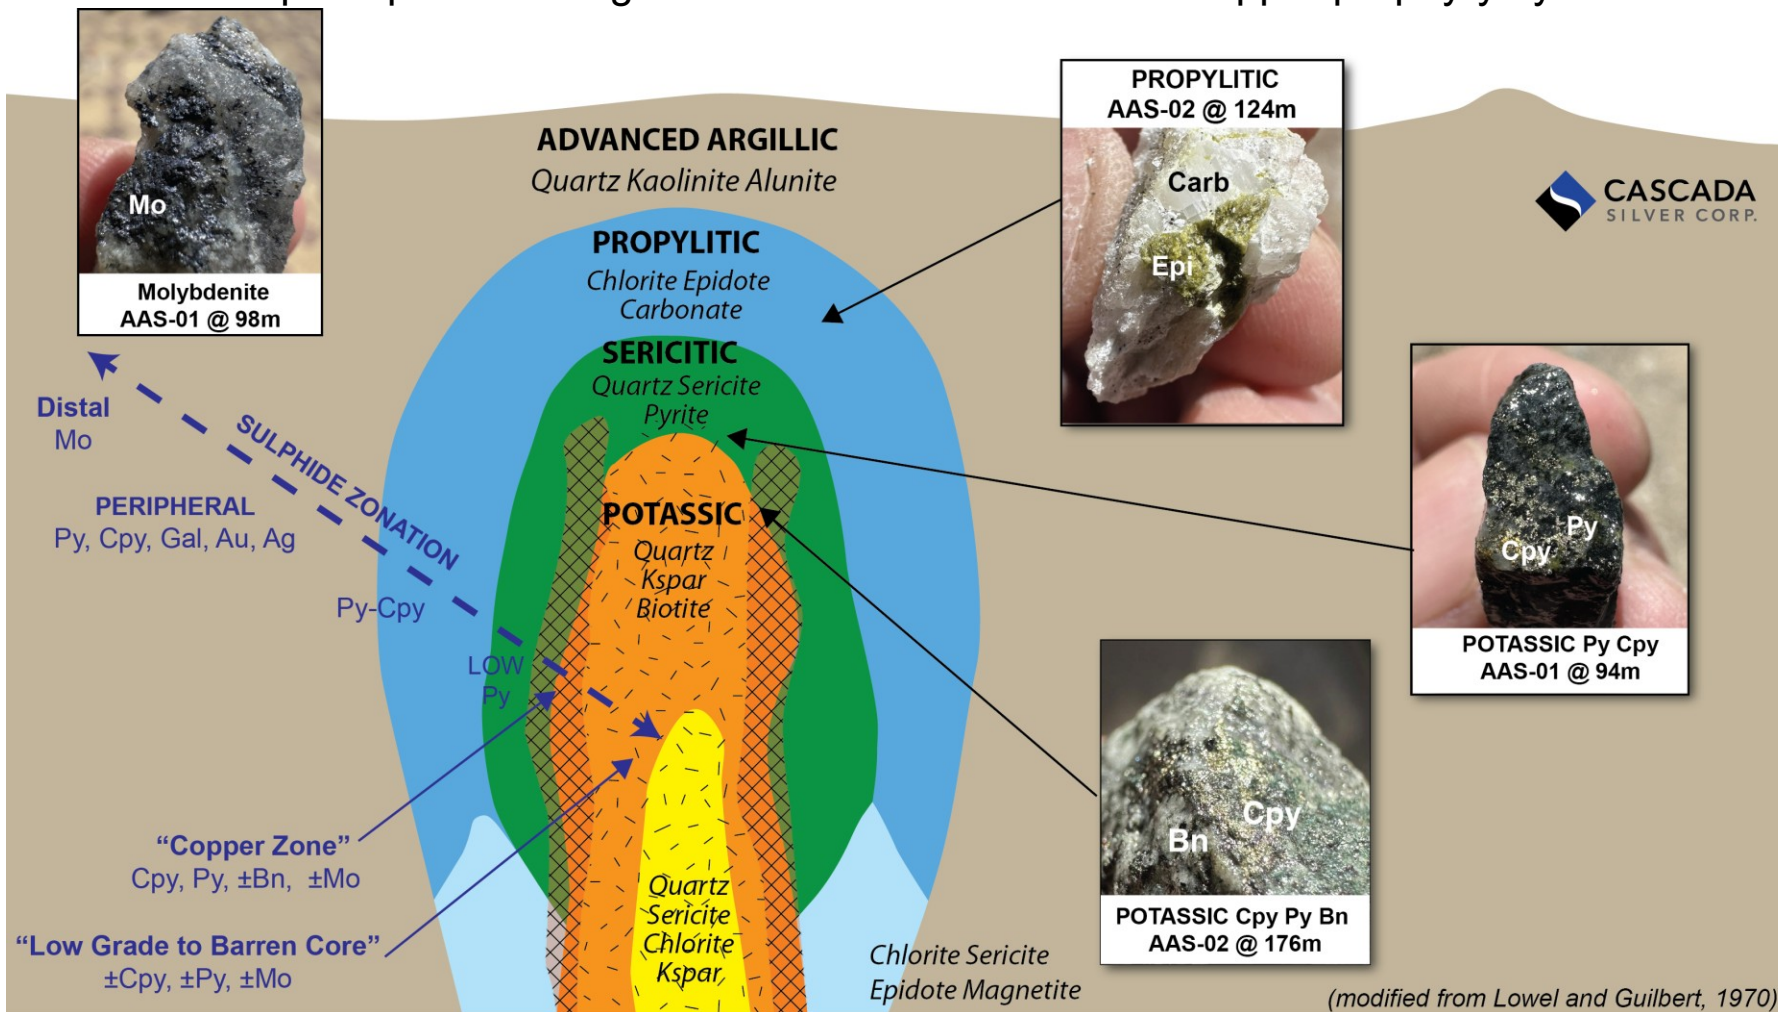 Mo
Molybdenite
AAS-01 @ 98m
PROPYLITIC
AAS-02 @ 124m
Carb
Epi
CASCADA
SILVER CORP.
ADVANCED ARGILLIC
Quartz Kaolinite Alunite
PROPYLITIC
Chlorite Epidote
Carbonate
SERICITIC
Quartz Sericite
Pyrite
POTASSIC
Quartz
Kspar
Biotite
Distal
Mo
SULPHIDE ZONATION
PERIPHERAL
Py, Cpy, Gal, Au, Ag
Py-Cpy
LOW
Py
Py
Cpy
POTASSIC Py Cpy
AAS-01 @ 94m
Cpy
Bn
POTASSIC Cpy Py Bn
AAS-02 @ 176m
“Copper Zone”
Cpy, Py, ±Bn, ±Mo
“Low Grade to Barren Core”
±Cpy, ±Py, ±Mo
Quartz
Sericite
Chlorite
Kspar
Chlorite Sericite
Epidote Magnetite
(modified from Lowel and Guilbert, 1970)